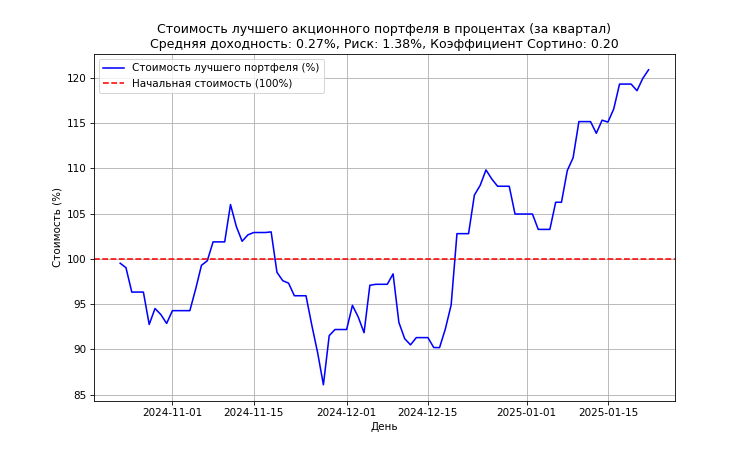 Стоимость лучшего акционного портфеля в процентах (за квартал)
Средняя доходность: 0.27%, Риск: 1.38%, Коэффициент Сортино: 0.20
Стоимость лучшего портфеля (%)
Начальная стоимость (100%)
Стоимость (%)
120
115
110
105
100
95
90
85
2024-11-01 2024-11-15 2024-12-01 2024-12-15 2025-01-01 2025-01-15
День